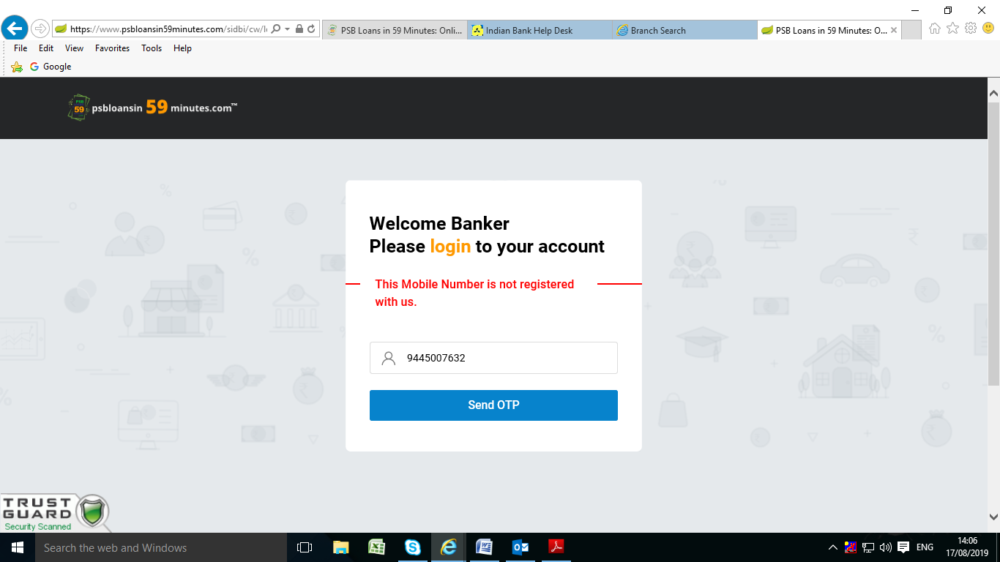 https://www.psbloansin59minutes.com/sidbi/cw/l
PSB Loans in 59 Minutes: Onli...
Indian Bank Help Desk
Branch Search
PSB Loans in 59 Minutes: O...
File Edit View Favorites Tools Help
Google
PSB
59
psbloansin 59 minutes.com™
Welcome Banker
Please login to your account
This Mobile Number is not registered
with us.
9445007632
Send OTP
TRUST
GUARD
Security Scanned
Search the web and Windows
ENG
14:06
17/08/2019